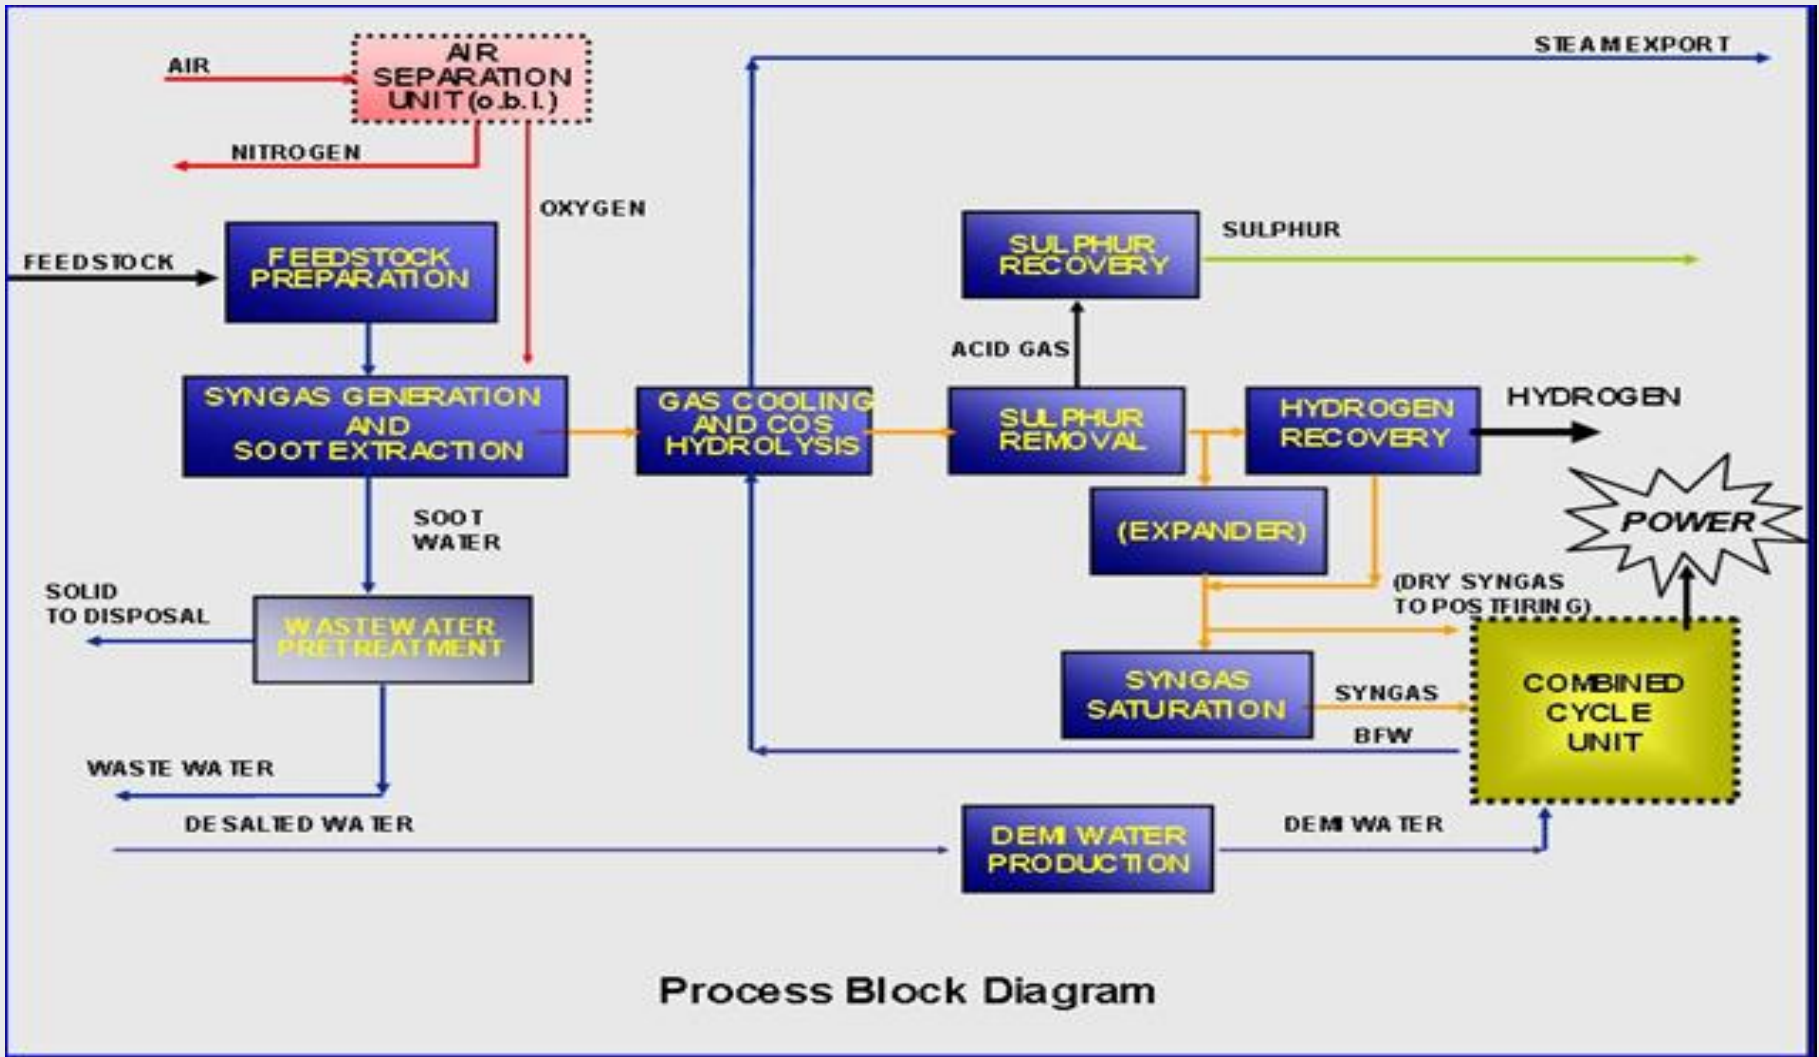 AIR
AIR
SEPARATION
UNIT (o.b.l.)
STEAM EXPORT
NITROGEN
OXYGEN
FEEDSTOCK
FEEDSTOCK
PREPARATION
SULPHUR
RECOVERY
SULPHUR
ACID GAS
SYNGAS GENERATION
AND
SOOT EXTRACTION
GAS COOLING
AND COS
HYDROLYSIS
SULPHUR
REMOVAL
HYDROGEN
RECOVERY
HYDROGEN
SOOT
WATER
(EXPANDER)
POWER
SOLID
TO DISPOSAL
(DRY SYNGAS
TO POSTFIRING)
WASTEWATER
PRETREATMENT
SYNGAS
SATURATION
SYNGAS
COMBINED
CYCLE
UNIT
BFW
WASTE WATER
DESALTED WATER
DEMI WATER
PRODUCTION
DEMI WATER
Process Block Diagram